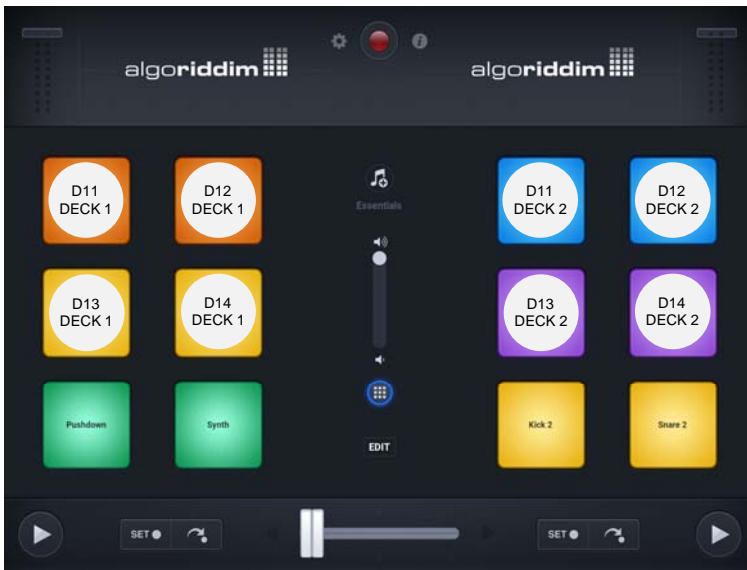 algoriddim
algoriddim
D11
DECK 1
D12
DECK 1
D11
DECK 2
D12
DECK 2
Essentials
D13
DECK 1
D14
DECK 1
D13
DECK 2
D14
DECK 2
Pushdown
Synth
Kick 2
Snare 2
EDIT
SET
SET